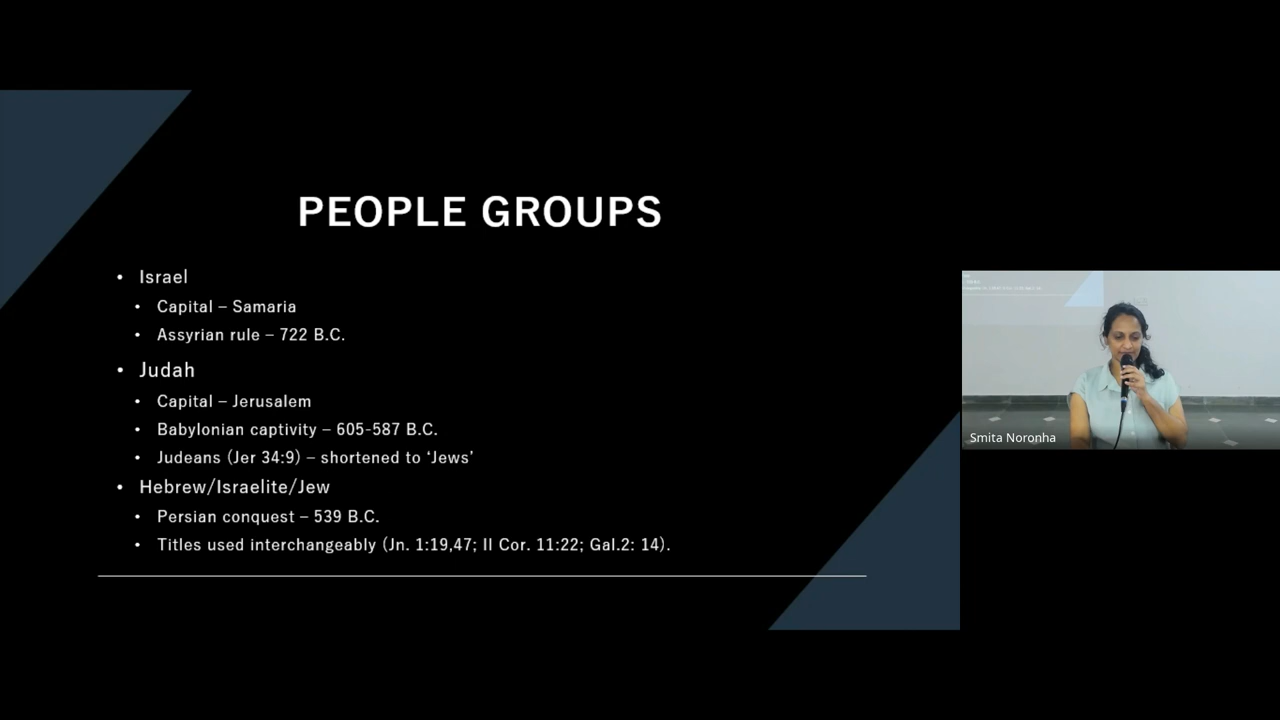 PEOPLE GROUPS
• Israel
• Capital – Samaria
• Assyrian rule – 722 B.C.
• Judah
• Capital – Jerusalem
• Babylonian captivity – 605-587 B.C.
• Judeans (Jer 34:9) – shortened to ‘Jews’
• Hebrew/Israelite/Jew
• Persian conquest – 539 B.C.
• Titles used interchangeably (Jn. 1:19,47; II Cor. 11:22; Gal.2: 14).
Smita Noronha